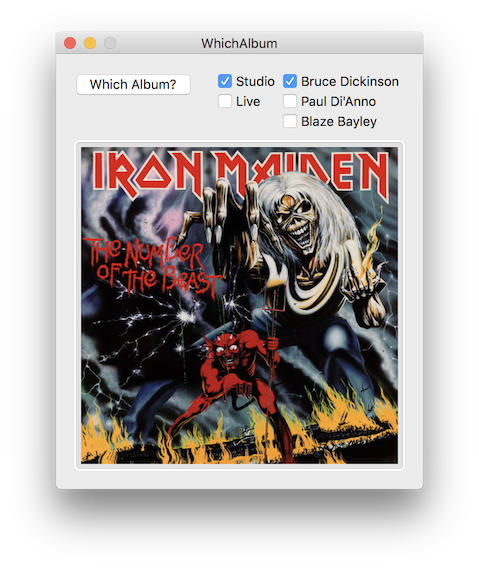 WhichAlbum
Which Album?
Studio
Bruce Dickinson
Live
Paul Di'Anno
Blaze Bayley
IRON MAIDEN
THE NUMBER
OF THE BEAST